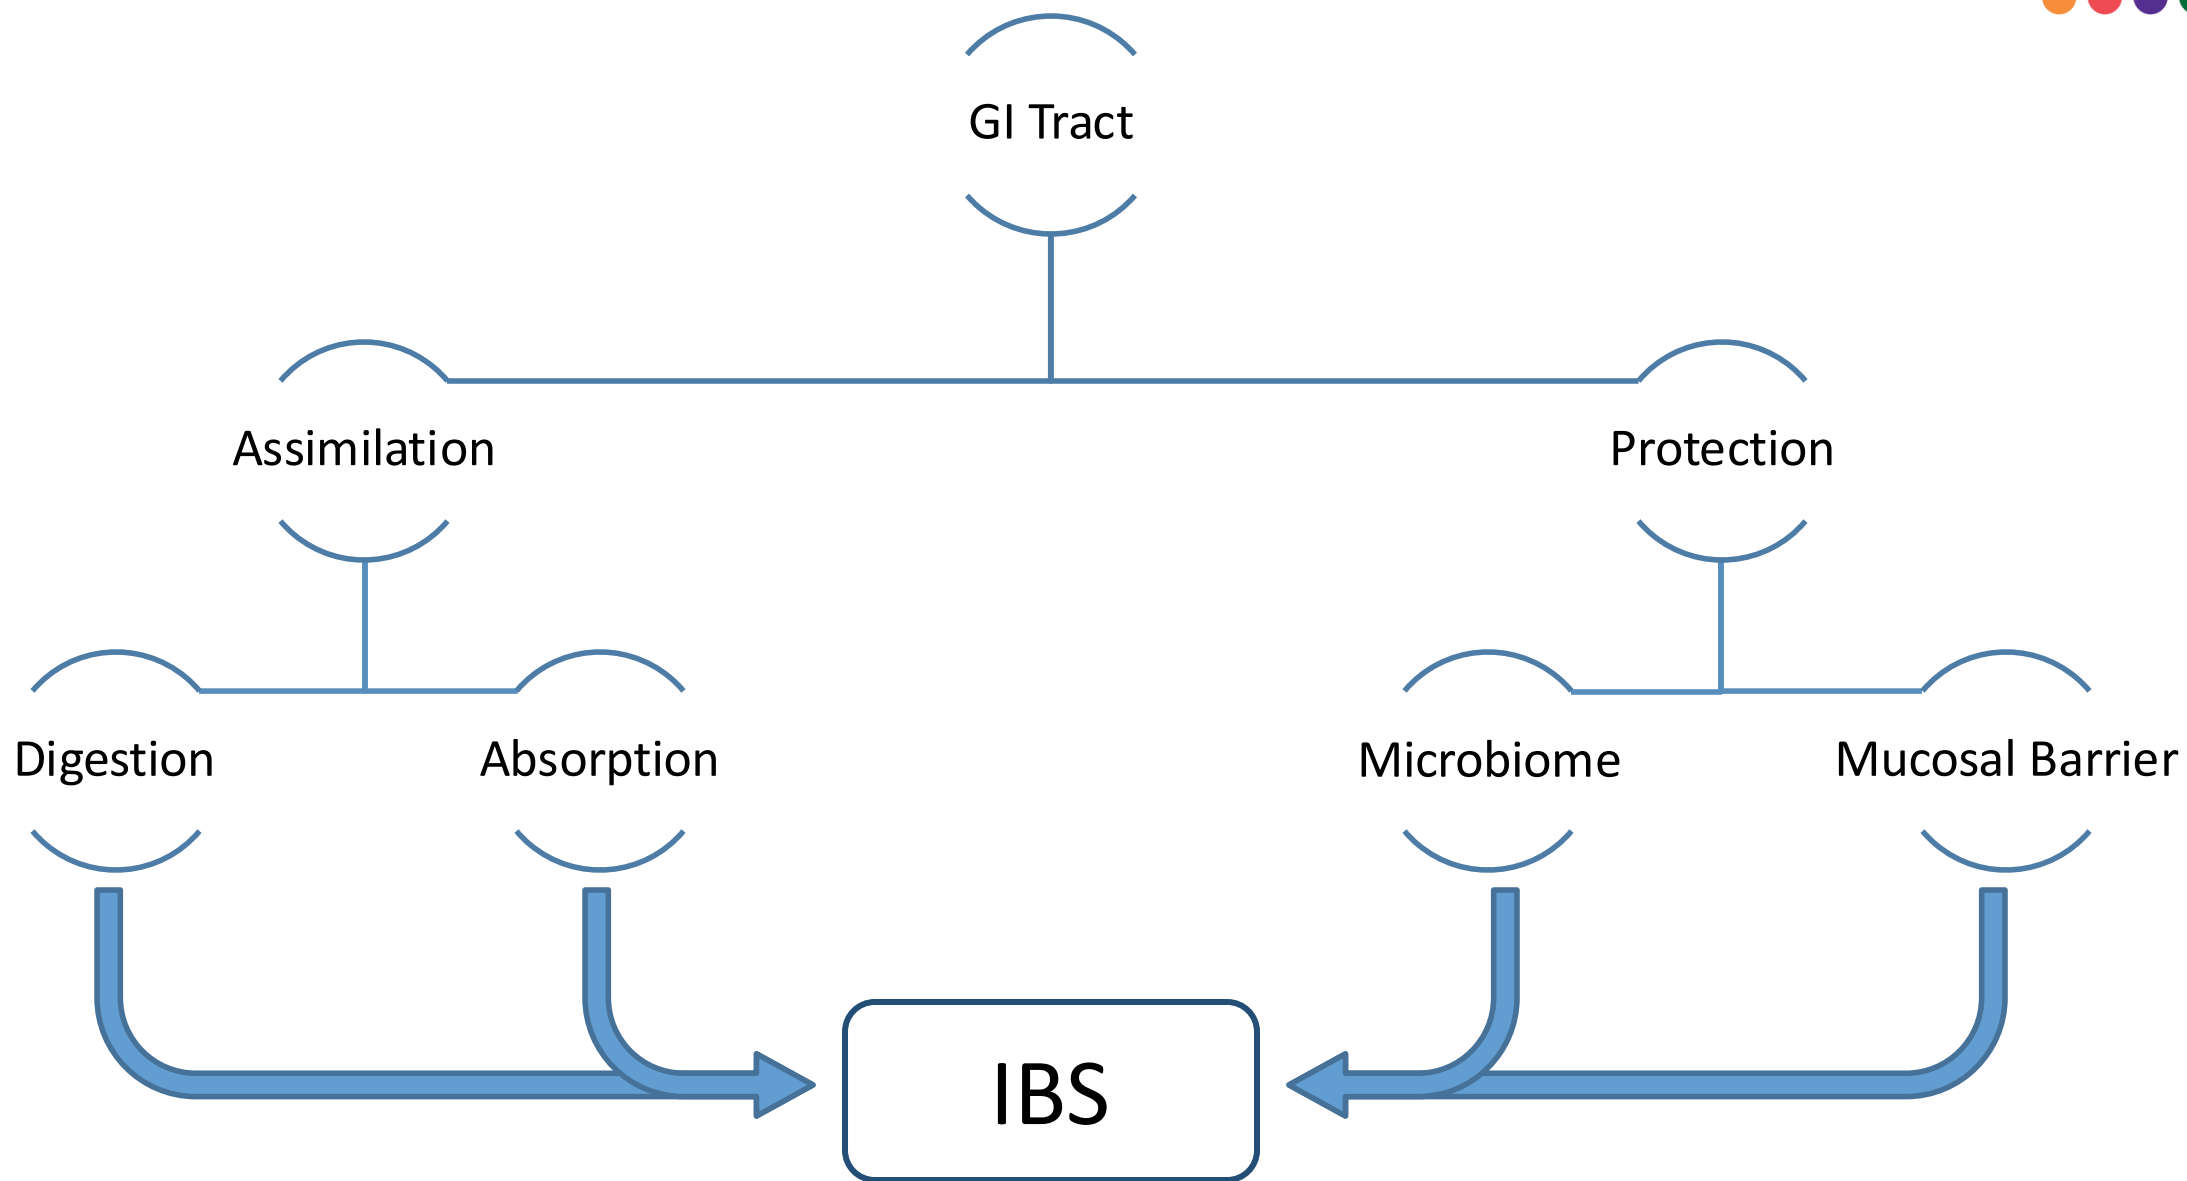 GI Tract
Assimilation
Protection
Digestion
Absorption
Microbiome
Mucosal Barrier
IBS